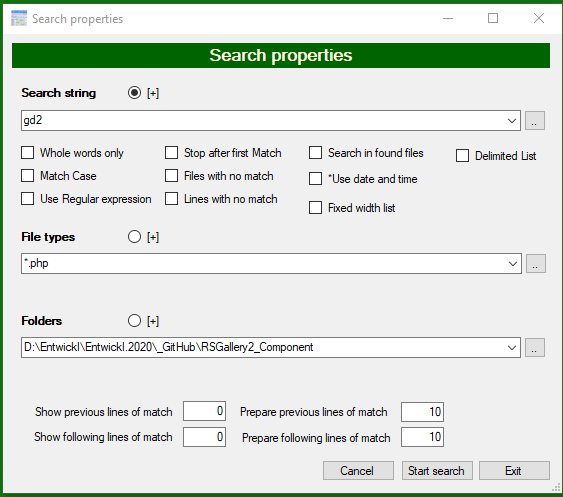 Search properties
Search properties
Search string [+]
gd2
..
Whole words only Stop after first Match Search in found files Delimited List
Match Case Files with no match *Use date and time
Use Regular expression Lines with no match Fixed width list
File types [+]
*.php
..
Folders [+]
D:\Entwickl\Entwickl.2020\_GitHub\RSGallery2_Component
..
Show previous lines of match 0 Prepare previous lines of match 10
Show following lines of match 0 Prepare following lines of match 10
Cancel Start search Exit